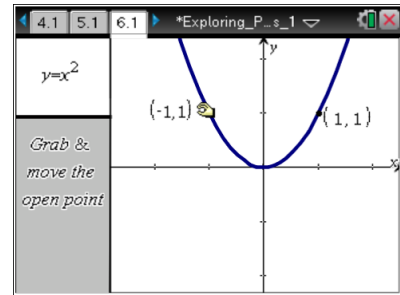 4.1 5.1 6.1 *Exploring_P...s_1
y=x²
Grab &
move the
open point
y
(-1,1)
(1,1)
x